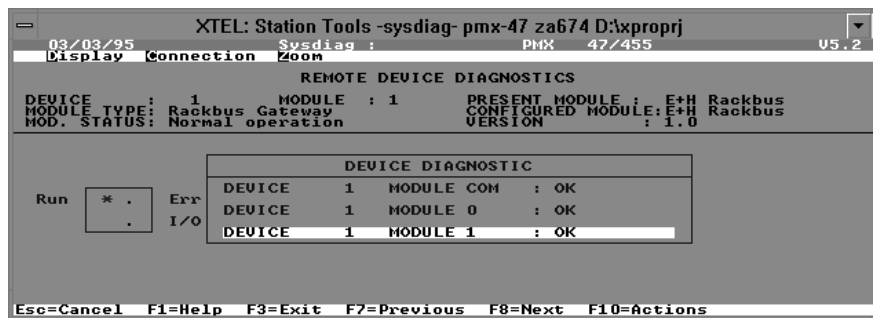 XTEL: Station Tools -sysdiag- pmx-47 za674 D:\xproprj
03/03/95 Sysdiag : PMX 47/455 V5.2
Display Connection Zoom
REMOTE DEVICE DIAGNOSTICS
DEVICE : 1 MODULE : 1 PRESENT MODULE : E+H Rackbus
MODULE TYPE: Rackbus Gateway CONFIGURED MODULE: E+H Rackbus
MOD. STATUS: Normal operation VERSION : 1.0
DEVICE DIAGNOSTIC
DEVICE 1 MODULE COM : OK
Run * . Err
DEVICE 1 MODULE 0 : OK
. I/O
DEVICE 1 MODULE 1 : OK
Esc=Cancel F1=Help F3=Exit F7=Previous F8=Next F10=Actions